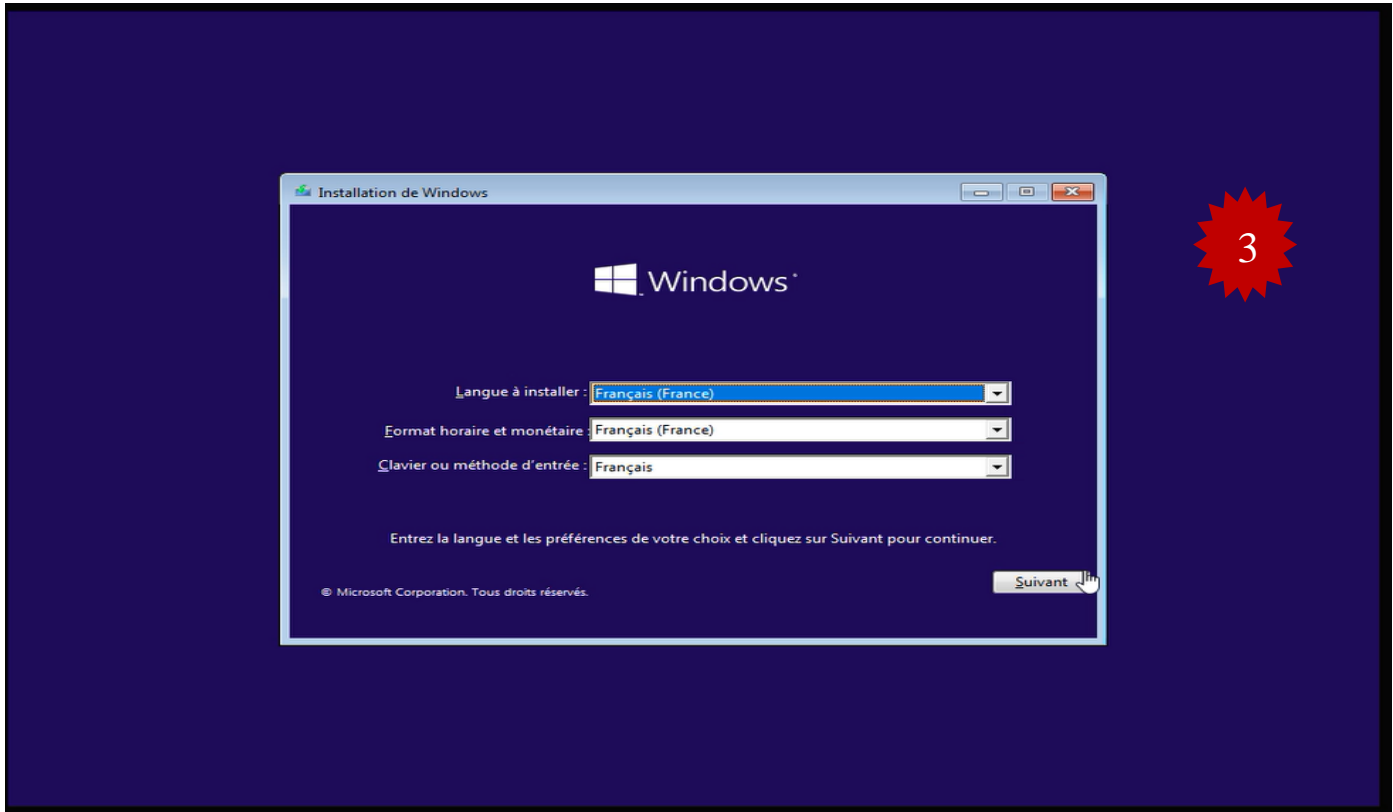 Installation de Windows
3
Windows
Langue à installer : Français (France)
Format horaire et monétaire : Français (France)
Clavier ou méthode d'entrée : Français
Entrez la langue et les préférences de votre choix et cliquez sur Suivant pour continuer.
Suivant
© Microsoft Corporation. Tous droits réservés.